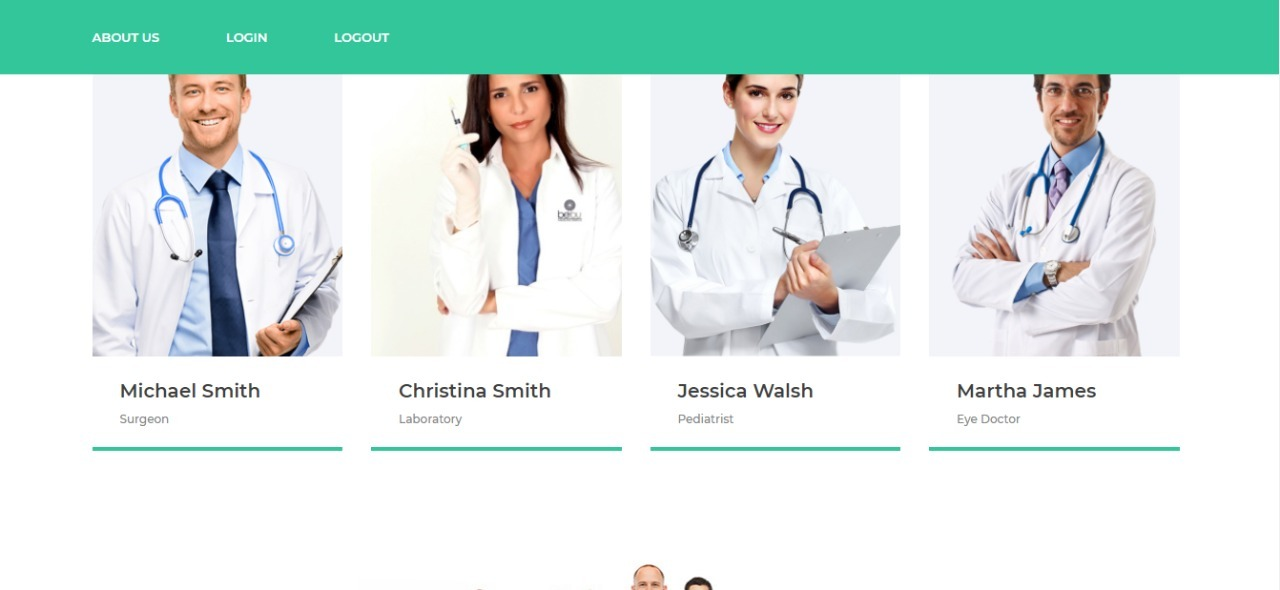 ABOUT US
LOGIN
LOGOUT
Michael Smith
Surgeon
Christina Smith
Laboratory
Jessica Walsh
Pediatrist
Martha James
Eye Doctor